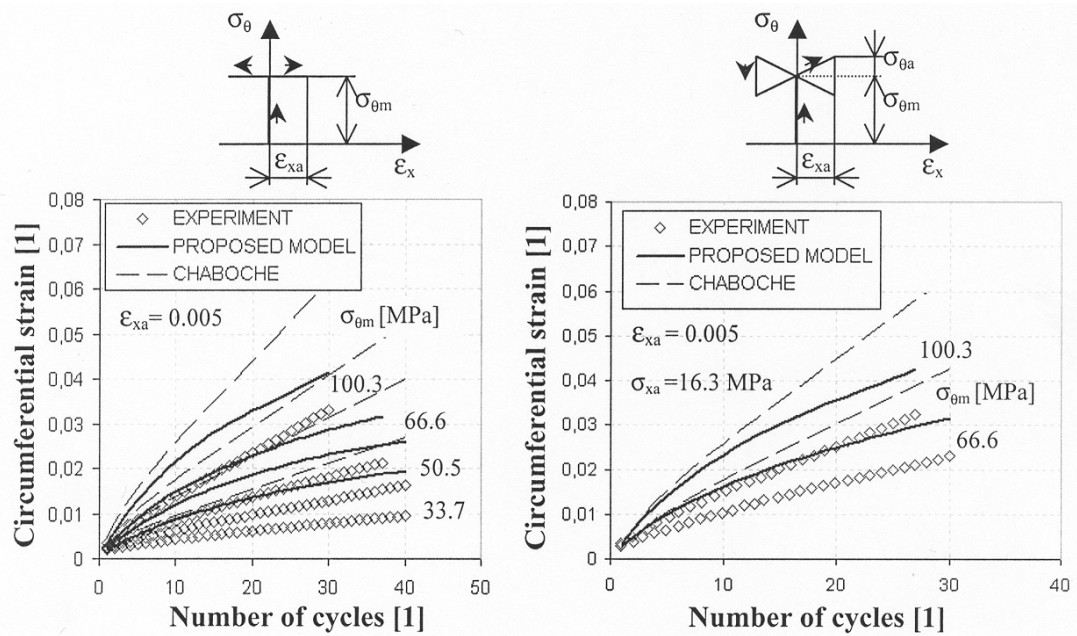 σθ
σθm
εxa
εx
σθ
σθa
σθm
εxa
εx
0,08
0,07
0,06
0,05
0,04
0,03
0,02
0,01
0
Circumferential strain [1]
EXPERIMENT
PROPOSED MODEL
CHABOCHE
εxa = 0.005
σθm [MPa]
100.3
66.6
50.5
33.7
0
10
20
30
40
50
Number of cycles [1]
0,08
0,07
0,06
0,05
0,04
0,03
0,02
0,01
0
Circumferential strain [1]
EXPERIMENT
PROPOSED MODEL
CHABOCHE
εxa = 0.005
σxa =16.3 MPa
100.3
σθm [MPa]
66.6
0
10
20
30
40
Number of cycles [1]